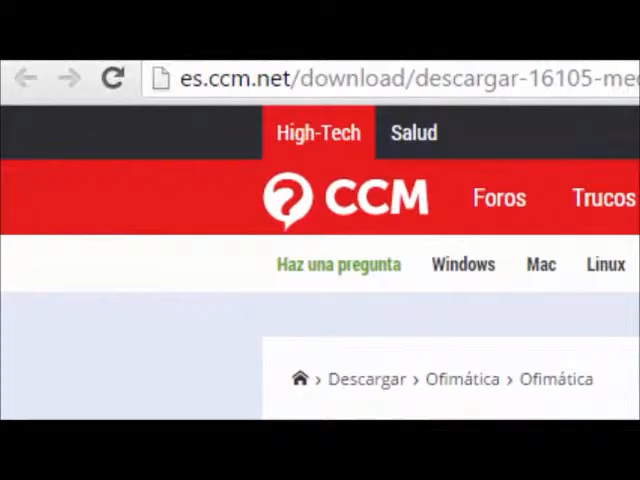 es.ccm.net/download/descargar-16105-me
High-Tech Salud
? CCM Foros Trucos
Haz una pregunta Windows Mac Linux
› Descargar › Ofimática › Ofimática